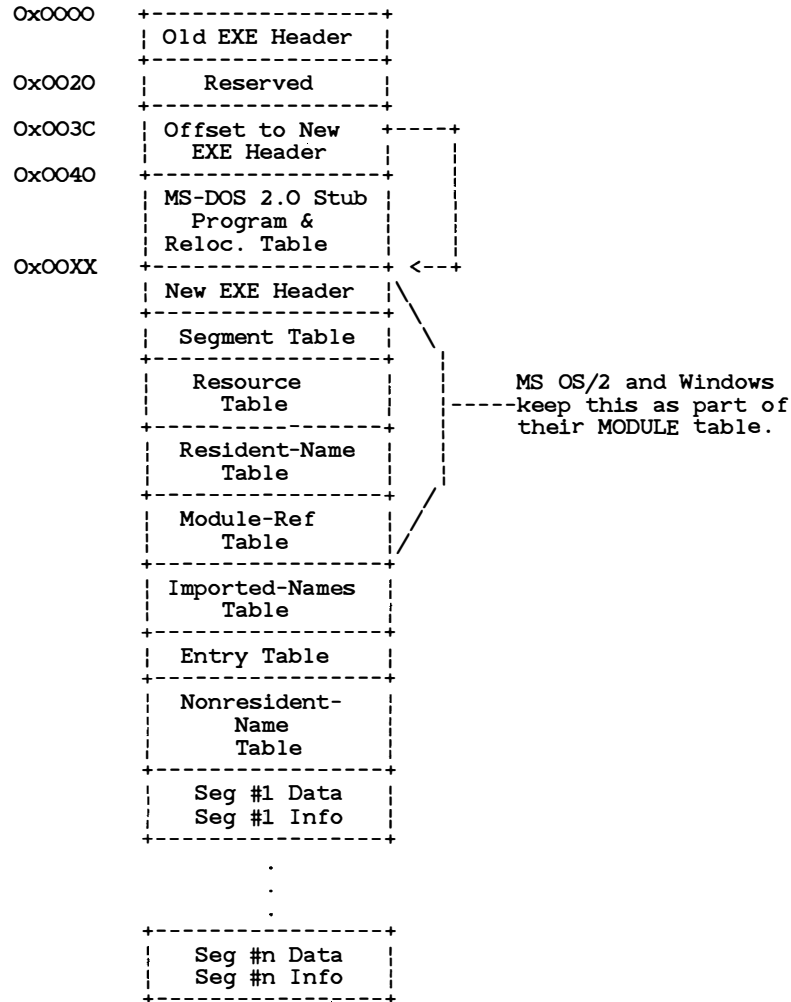 0x0000
Old EXE Header
0x0020
Reserved
0x003C
Offset to New
EXE Header
0x0040
MS-DOS 2.0 Stub
Program &
Reloc. Table
0x00XX
New EXE Header
Segment Table
Resource
Table
MS OS/2 and Windows
keep this as part of
their MODULE table.
Resident-Name
Table
Module-Ref
Table
Imported-Names
Table
Entry Table
Nonresident-
Name
Table
Seg #1 Data
Seg #1 Info
.
.
.
Seg #n Data
Seg #n Info